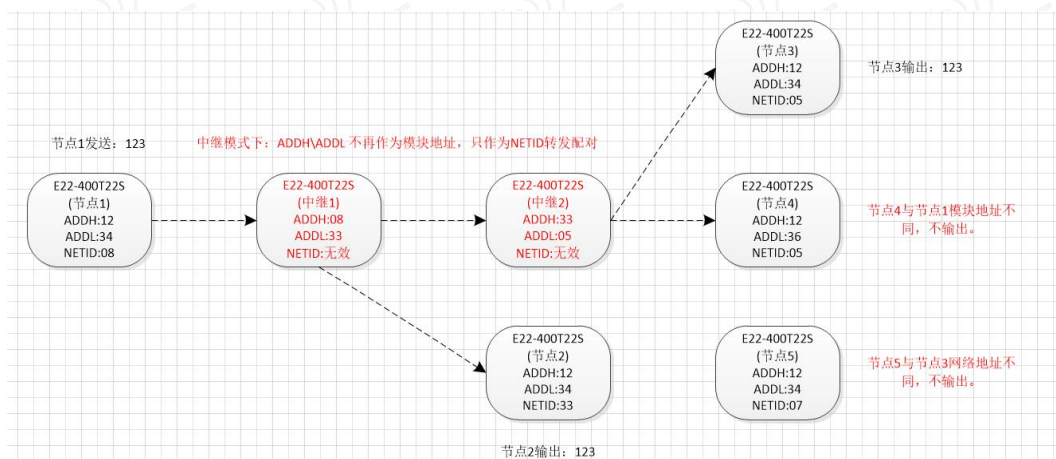 E22-400T22S
(节点3)
ADDH:12
ADDL:34
NETID:05
节点3输出：123
节点1发送：123
中继模式下：ADDH\ADDL 不再作为模块地址，只作为NETID转发配对
E22-400T22S
(节点1)
ADDH:12
ADDL:34
NETID:08
E22-400T22S
(中继1)
ADDH:08
ADDL:33
NETID:无效
E22-400T22S
(中继2)
ADDH:33
ADDL:05
NETID:无效
E22-400T22S
(节点4)
ADDH:12
ADDL:36
NETID:05
节点4与节点1模块地址不
同，不输出。
E22-400T22S
(节点2)
ADDH:12
ADDL:34
NETID:33
节点2输出：123
E22-400T22S
(节点5)
ADDH:12
ADDL:34
NETID:07
节点5与节点3网络地址不
同，不输出。